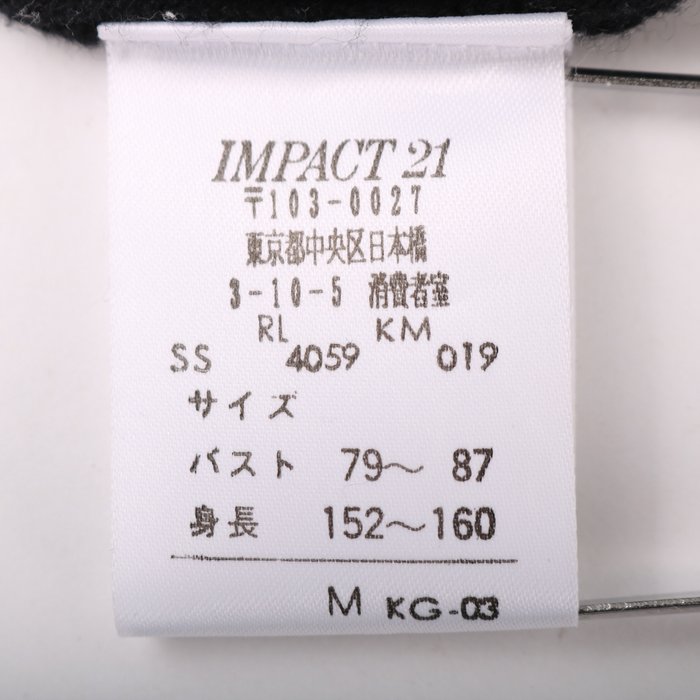 IMPACT 21
〒103-0027
東京都中央区日本橋
3-10-5 消費者室
RL KM
SS 4059 019
サイズ
バスト 79～ 87
身長 152～160
M KG-03